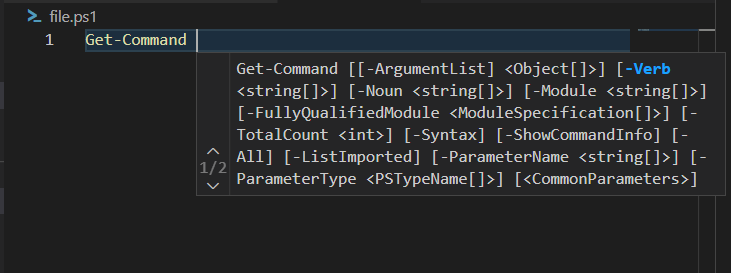 file.ps1
1 Get-Command
Get-Command [[-ArgumentList] <Object[]>] [-Verb
<string[]>] [-Noun <string[]>] [-Module <string[]>]
[-FullyQualifiedModule <ModuleSpecification[]>] [-
TotalCount <int>] [-Syntax] [-ShowCommandInfo] [-
All] [-ListImported] [-ParameterName <string[]>] [-
1/2
ParameterType <PSTypeName[]>] [<CommonParameters>]